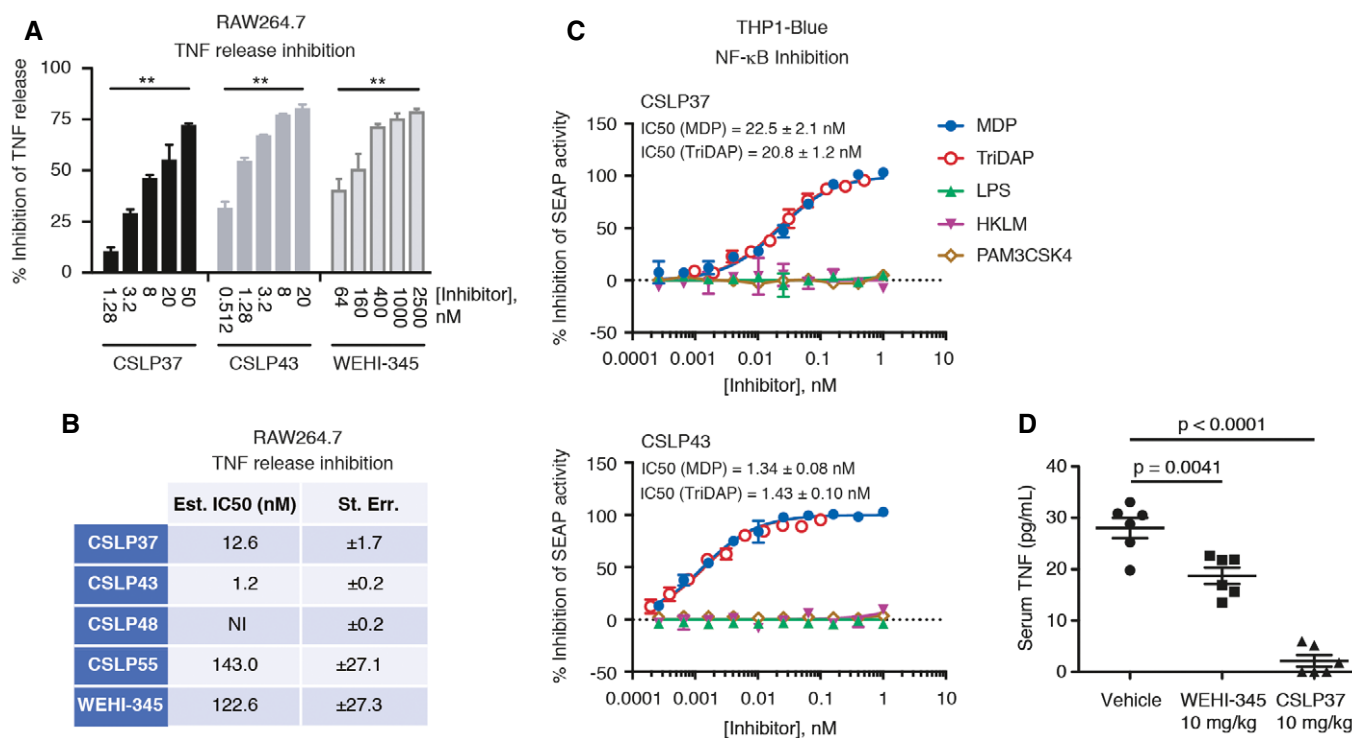 A
RAW264.7
TNF release inhibition
% Inhibition of TNF release
100
75
50
25
0
** ** **
1.28 3.2 8 20 50 0.512 1.28 3.2 8 20 64 160 400 1000 2500
[Inhibitor],
nM
CSLP37 CSLP43 WEHI-345
B
RAW264.7
TNF release inhibition
Est. IC50 (nM) St. Err.
CSLP37 12.6 ±1.7
CSLP43 1.2 ±0.2
CSLP48 NI ±0.2
CSLP55 143.0 ±27.1
WEHI-345 122.6 ±27.3
C
THP1-Blue
NF-κB Inhibition
CSLP37
IC50 (MDP) = 22.5 ± 2.1 nM
IC50 (TriDAP) = 20.8 ± 1.2 nM
% Inhibition of SEAP activity
150
100
50
0
-50
0.0001 0.001 0.01 0.1 1 10
[Inhibitor], nM
MDP
TriDAP
LPS
HKLM
PAM3CSK4
CSLP43
IC50 (MDP) = 1.34 ± 0.08 nM
IC50 (TriDAP) = 1.43 ± 0.10 nM
% Inhibition of SEAP activity
150
100
50
0
-50
0.0001 0.001 0.01 0.1 1 10
[Inhibitor], nM
D
p < 0.0001
p = 0.0041
Serum TNF (pg/mL)
40
30
20
10
0
Vehicle WEHI-345 CSLP37
10 mg/kg 10 mg/kg